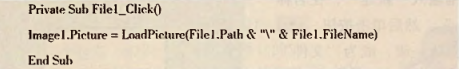 Private Sub File1_Click()
Image1.Picture = LoadPicture(File1.Path & "\" & File1.FileName)
End Sub